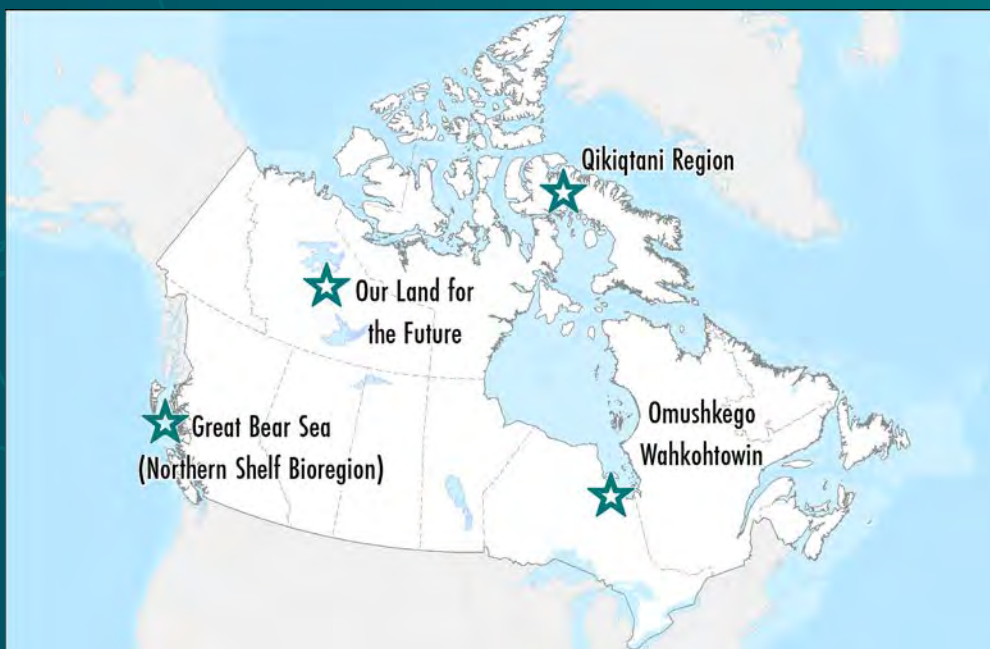 Qikiqtani Region
Our Land for
the Future
Great Bear Sea
(Northern Shelf Bioregion)
Omushkego
Wahkohtowin